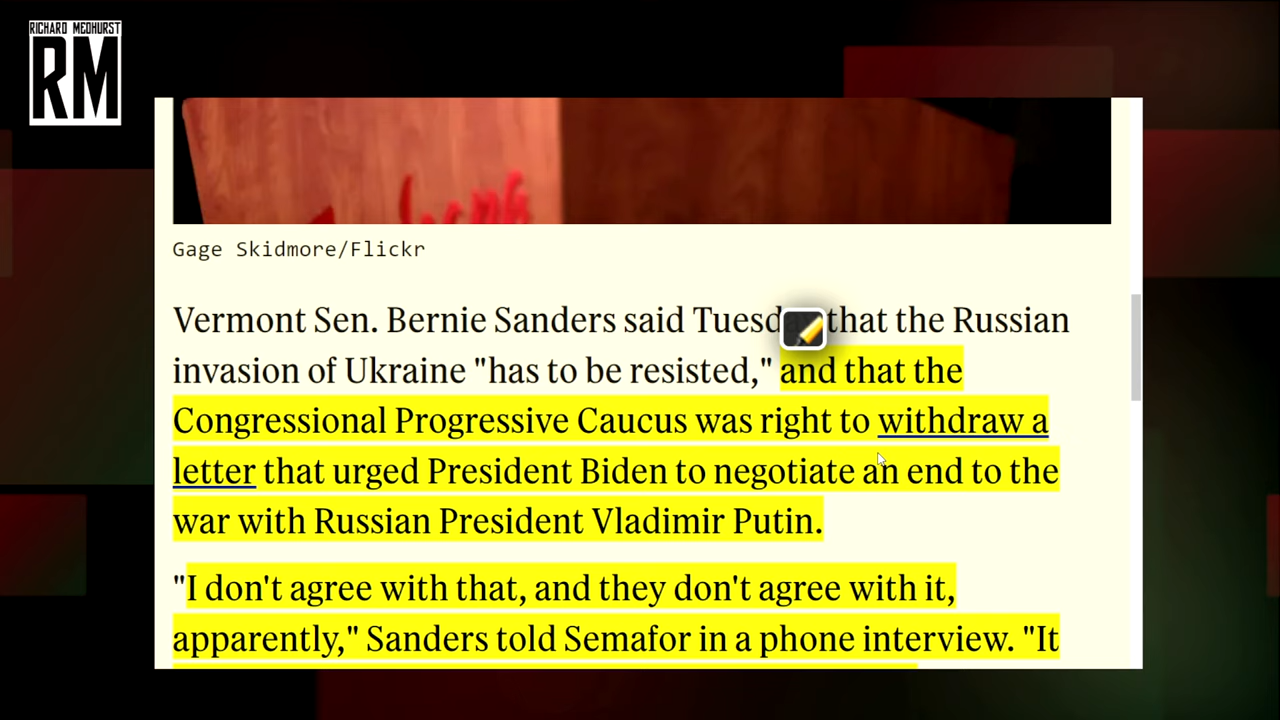 RICHARD MEDHURST
RM
Gage Skidmore/Flickr
Vermont Sen. Bernie Sanders said Tuesday that the Russian
invasion of Ukraine "has to be resisted," and that the
Congressional Progressive Caucus was right to withdraw a
letter that urged President Biden to negotiate an end to the
war with Russian President Vladimir Putin.
"I don't agree with that, and they don't agree with it,
apparently," Sanders told Semafor in a phone interview. "It